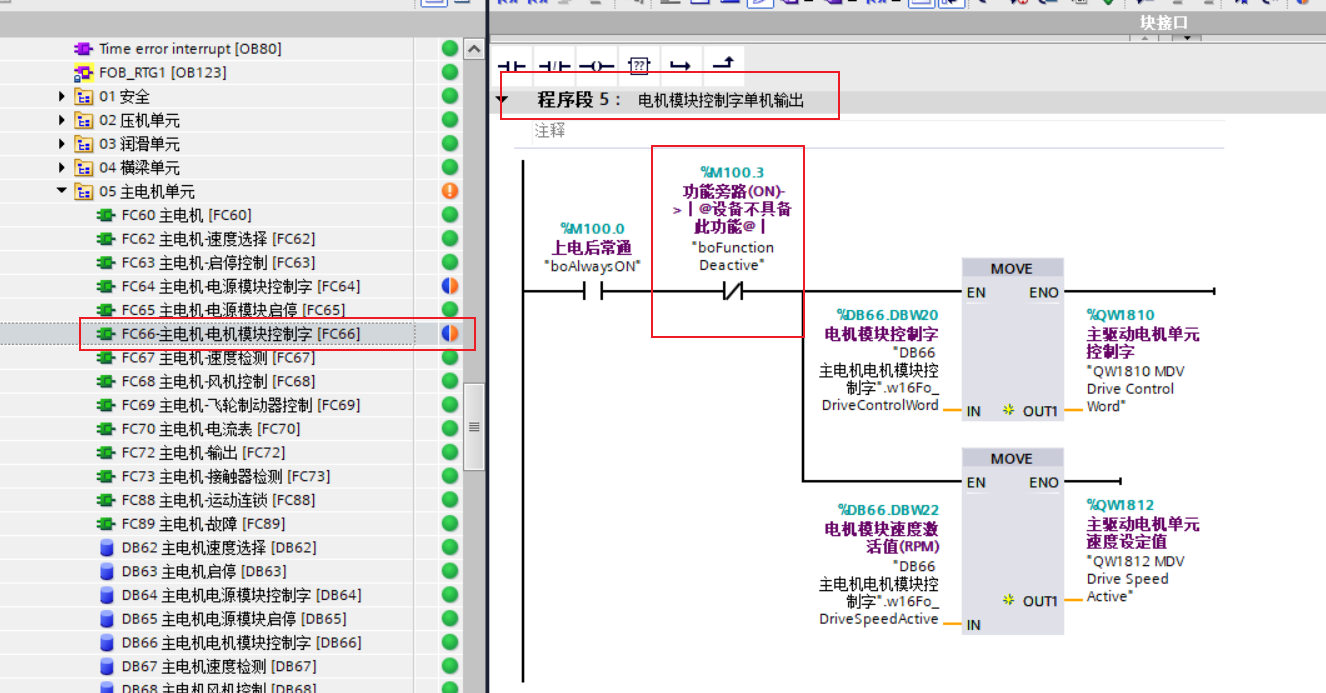 块接口
Time error interrupt [OB80]
FOB_RTG1 [OB123]
01 安全
02 压机单元
03 润滑单元
04 横梁单元
05 主电机单元
FC60 主电机 [FC60]
FC62 主电机-速度选择 [FC62]
FC63 主电机-启停控制 [FC63]
FC64 主电机-电源模块控制字 [FC64]
FC65 主电机-电源模块启停 [FC65]
FC66-主电机-电机模块控制字 [FC66]
FC67 主电机-速度检测 [FC67]
FC68 主电机-风机控制 [FC68]
FC69 主电机-飞轮制动器控制 [FC69]
FC70 主电机-电流表 [FC70]
FC72 主电机-输出 [FC72]
FC73 主电机-接触器检测 [FC73]
FC88 主电机-运动连锁 [FC88]
FC89 主电机-故障 [FC89]
DB62 主电机速度选择 [DB62]
DB63 主电机启停 [DB63]
DB64 主电机电源模块控制字 [DB64]
DB65 主电机电源模块启停 [DB65]
DB66 主电机电机模块控制字 [DB66]
DB67 主电机速度检测 [DB67]
DB68 主电机风机控制 [DB68]
??
程序段 5： 电机模块控制字单机输出
注释
%M100.0
上电后常通
"boAlwaysON"
%M100.3
功能旁路(ON)-
>丨@设备不具备
此功能@丨
"boFunction
Deactive"
MOVE
EN ENO
%DB66.DBW20
电机模块控制字
"DB66
主电机电机模块控
制字".w16Fo_
DriveControlWord
IN OUT1
%QW1810
主驱动电机单元
控制字
"QW1810 MDV
Drive Control
Word"
MOVE
EN ENO
%DB66.DBW22
电机模块速度激
活值(RPM)
"DB66
主电机电机模块控
制字".w16Fo_
DriveSpeedActive
IN
OUT1
%QW1812
主驱动电机单元
速度设定值
"QW1812 MDV
Drive Speed
Active"